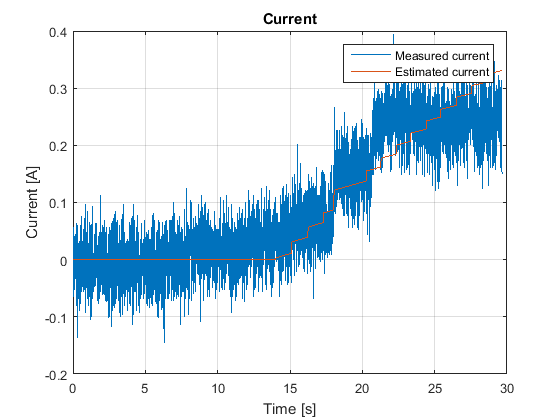 Current
Measured current
Estimated current
Current [A]
0.4
0.3
0.2
0.1
0
-0.1
-0.2
0 5 10 15 20 25 30
Time [s]